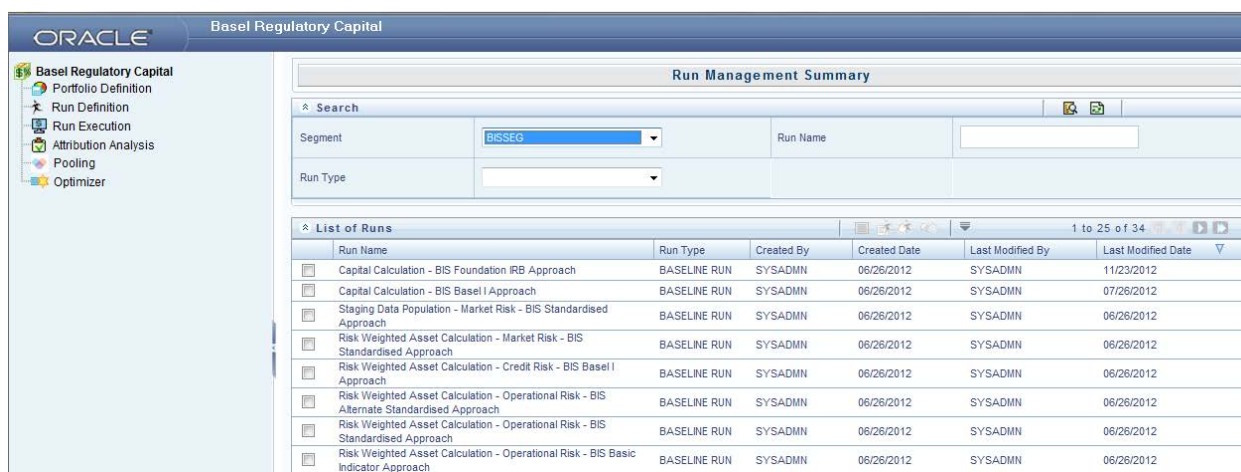 ORACLE
Basel Regulatory Capital
Basel Regulatory Capital
Portfolio Definition
Run Definition
Run Execution
Attribution Analysis
Pooling
Optimizer
Run Management Summary
Search
Segment BISSEG Run Name
Run Type
List of Runs 1 to 25 of 34
Run Name Run Type Created By Created Date Last Modified By Last Modified Date
Capital Calculation - BIS Foundation IRB Approach BASELINE RUN SYSADMN 06/26/2012 SYSADMN 11/23/2012
Capital Calculation - BIS Basel I Approach BASELINE RUN SYSADMN 06/26/2012 SYSADMN 07/26/2012
Staging Data Population - Market Risk - BIS Standardised
Approach BASELINE RUN SYSADMN 06/26/2012 SYSADMN 06/26/2012
Risk Weighted Asset Calculation - Market Risk - BIS
Standardised Approach BASELINE RUN SYSADMN 06/26/2012 SYSADMN 06/26/2012
Risk Weighted Asset Calculation - Credit Risk - BIS Basel I
Approach BASELINE RUN SYSADMN 06/26/2012 SYSADMN 06/26/2012
Risk Weighted Asset Calculation - Operational Risk - BIS
Alternate Standardised Approach BASELINE RUN SYSADMN 06/26/2012 SYSADMN 06/26/2012
Risk Weighted Asset Calculation - Operational Risk - BIS
Standardised Approach BASELINE RUN SYSADMN 06/26/2012 SYSADMN 06/26/2012
Risk Weighted Asset Calculation - Operational Risk - BIS Basic
Indicator Approach BASELINE RUN SYSADMN 06/26/2012 SYSADMN 06/26/2012